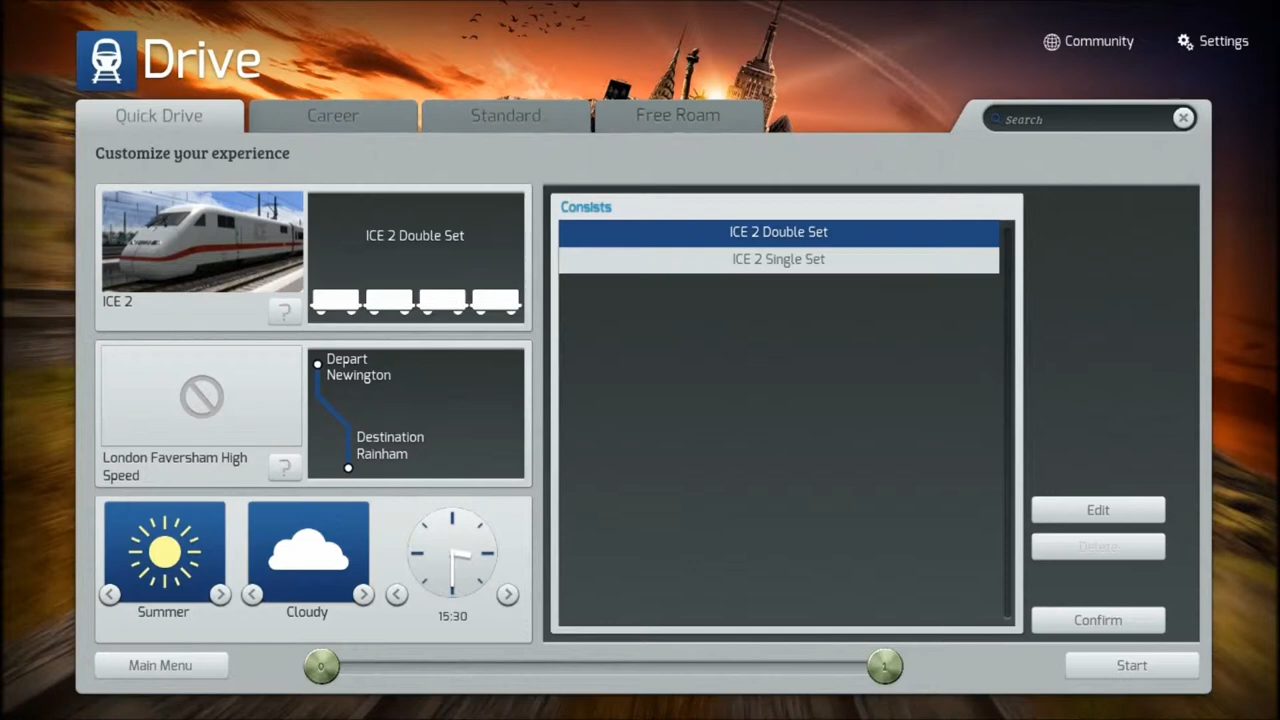 Drive
Community
Settings
Quick Drive
Career
Standard
Free Roam
Search
Customize your experience
ICE 2 Double Set
ICE 2
?
Consists
ICE 2 Double Set
ICE 2 Single Set
Depart
Newington
Destination
Rainham
London Faversham High
Speed
?
Summer
Cloudy
15:30
Edit
Delete
Confirm
Main Menu
0
1
Start